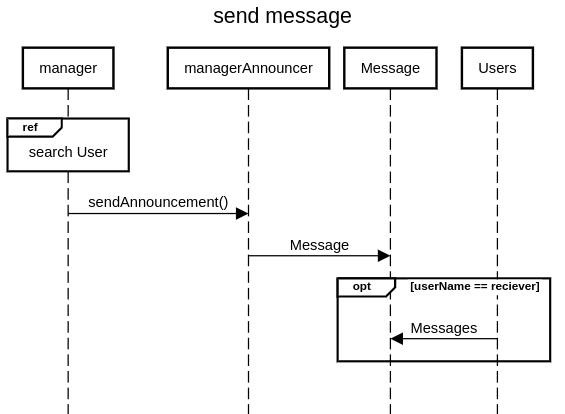 send message
manager
managerAnnouncer
Message
Users
ref
search User
sendAnnouncement()
Message
opt
[userName == reciever]
Messages